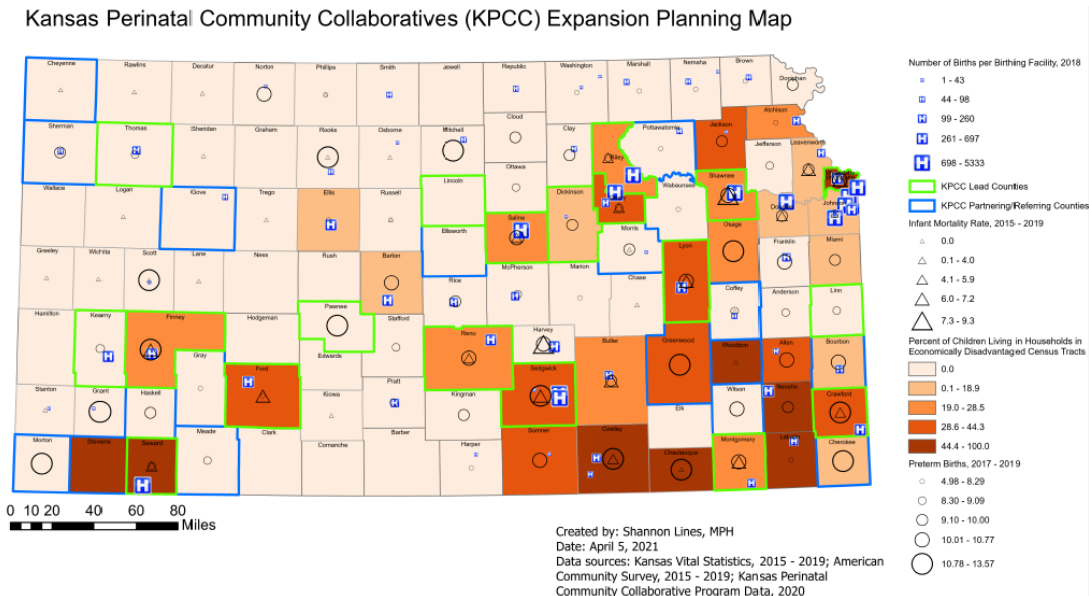 Kansas Perinatal Community Collaboratives (KPCC) Expansion Planning Map
Cheyenne
Rawlins
Decatur
Norton
Phillips
Smith
Jewell
Republic
Washington
Marshall
Nemaha
Brown
Doniphan
Sherman
Thomas
Sheridan
Graham
Rooks
Osborne
Mitchell
Cloud
Clay
Riley
Pottawatomie
Jackson
Atchison
Jefferson
Leavenworth
Ottawa
Wallace
Logan
Gove
Trego
Ellis
Russell
Lincoln
Saline
Dickinson
Wabaunsee
Shawnee
Johnson
Ellsworth
Morris
Osage
Franklin
Miami
Greeley
Wichita
Scott
Lane
Ness
Rush
Barton
Rice
McPherson
Marion
Chase
Lyon
Coffey
Anderson
Linn
Hamilton
Kearny
Finney
Hodgeman
Pawnee
Stafford
Reno
Harvey
Butler
Greenwood
Woodson
Allen
Bourbon
Gray
Edwards
Ford
Sedgwick
Stanton
Grant
Haskell
Kiowa
Pratt
Kingman
Elk
Wilson
Neosho
Crawford
Morton
Stevens
Seward
Meade
Clark
Comanche
Barber
Harper
Sumner
Cowley
Chautauqua
Montgomery
Labette
Cherokee
0 10 20 40 60 80
Miles
Created by: Shannon Lines, MPH
Date: April 5, 2021
Data sources: Kansas Vital Statistics, 2015 - 2019; American
Community Survey, 2015 - 2019; Kansas Perinatal
Community Collaborative Program Data, 2020
Number of Births per Birthing Facility, 2018
H 1 - 43
H 44 - 98
H 99 - 260
H 261 - 697
H 698 - 5333
KPCC Lead Counties
KPCC Partnering/Referring Counties
Infant Mortality Rate, 2015 - 2019
0.0
0.1 - 4.0
4.1 - 5.9
6.0 - 7.2
7.3 - 9.3
Percent of Children Living in Households in
Economically Disadvantaged Census Tracts
0.0
0.1 - 18.9
19.0 - 28.5
28.6 - 44.3
44.4 - 100.0
Preterm Births, 2017 - 2019
4.98 - 8.29
8.30 - 9.09
9.10 - 10.00
10.01 - 10.77
10.78 - 13.57